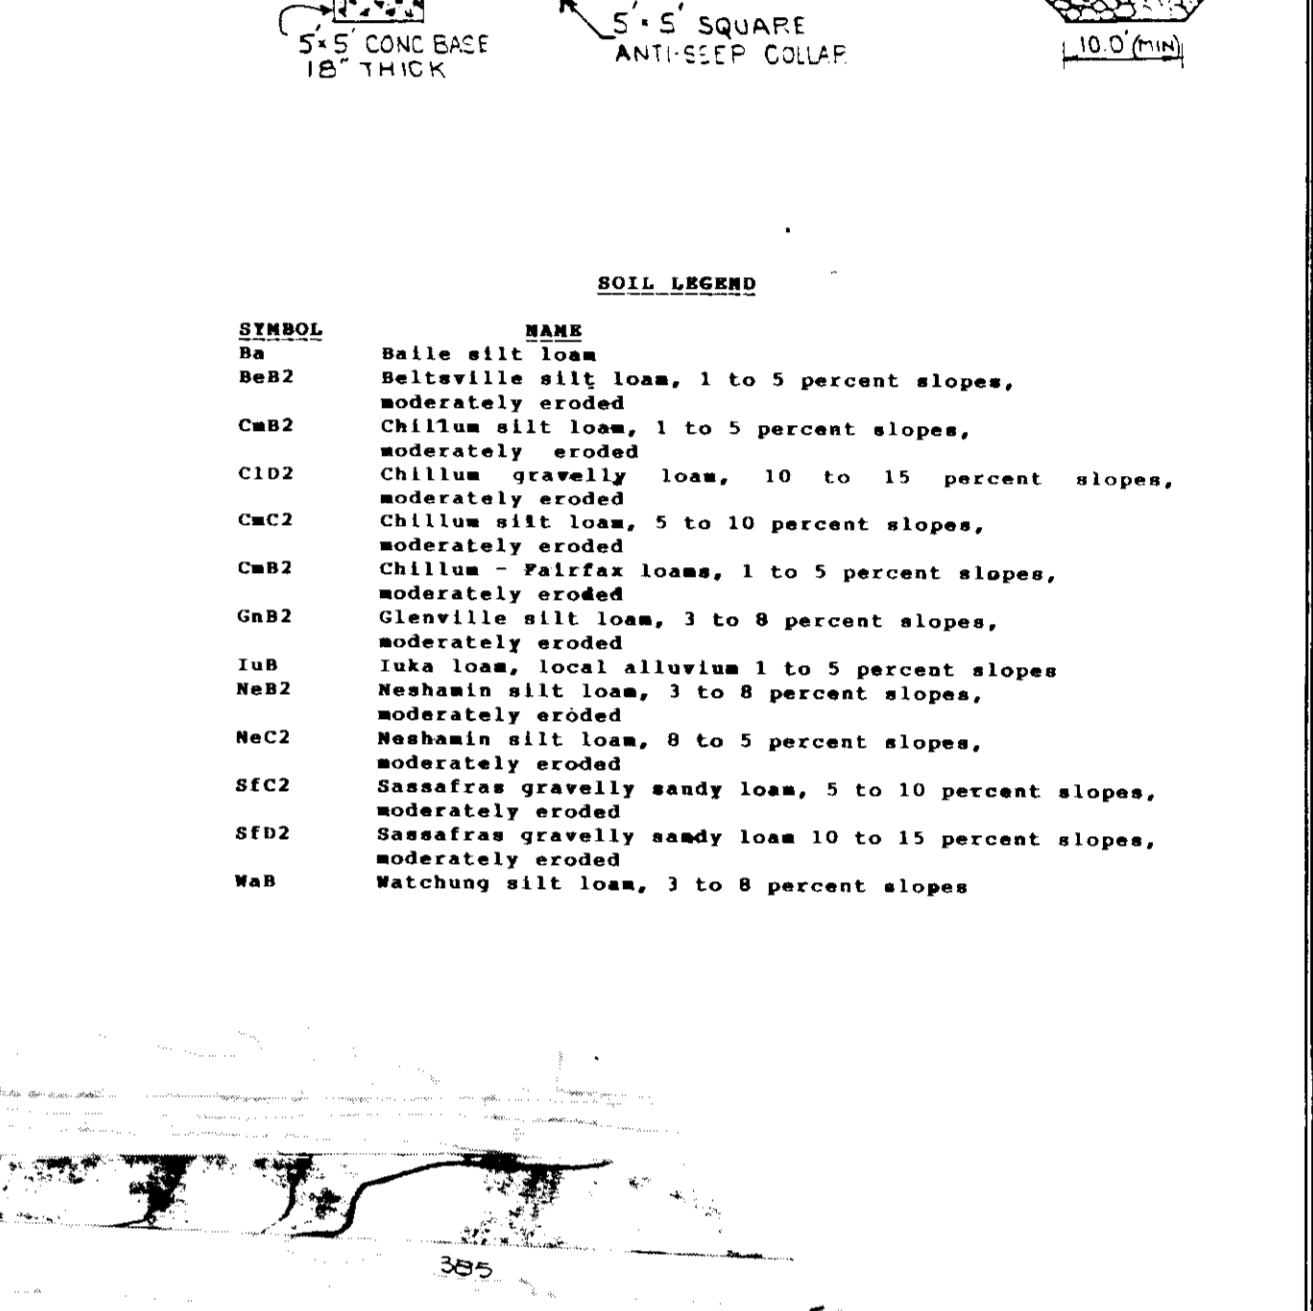 5'×5' CONC BASE
18" THICK
5'×5' SQUARE
ANTI-SEEP COLLAR
10.0' (MIN)
SOIL LEGEND
SYMBOL NAME
Ba Baile silt loam
BeB2 Beltsville silt loam, 1 to 5 percent slopes,
moderately eroded
CmB2 Chillum silt loam, 1 to 5 percent slopes,
moderately eroded
ClD2 Chillum gravelly loam, 10 to 15 percent slopes,
moderately eroded
CmC2 Chillum silt loam, 5 to 10 percent slopes,
moderately eroded
CmB2 Chillum - Fairfax loams, 1 to 5 percent slopes,
moderately eroded
GnB2 Glenville silt loam, 3 to 8 percent slopes,
moderately eroded
IuB Iuka loam, local alluvium 1 to 5 percent slopes
NeB2 Neshamin silt loam, 3 to 8 percent slopes,
moderately eroded
NeC2 Neshamin silt loam, 8 to 5 percent slopes,
moderately eroded
SfC2 Sassafras gravelly sandy loam, 5 to 10 percent slopes,
moderately eroded
SfD2 Sassafras gravelly sandy loam 10 to 15 percent slopes,
moderately eroded
WaB Watchung silt loam, 3 to 8 percent slopes
385